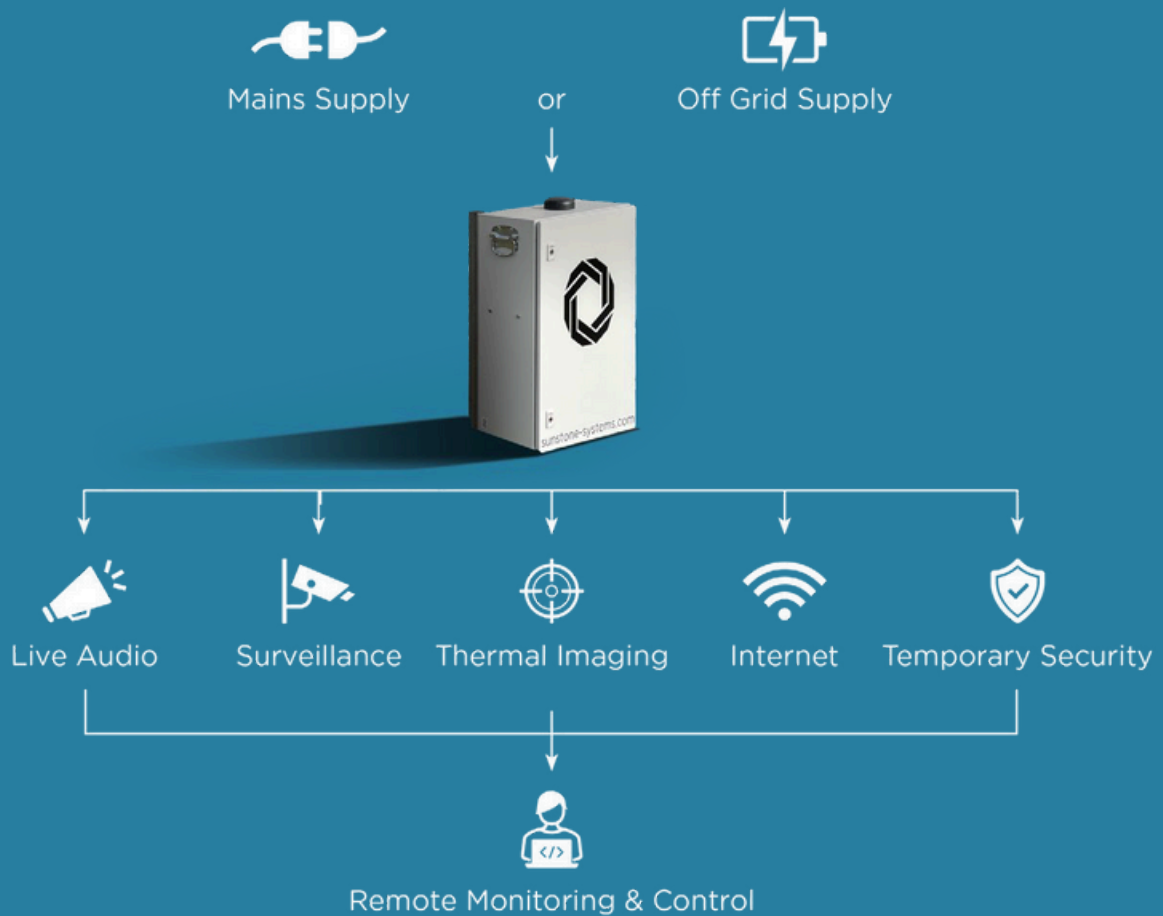 Mains Supply or Off Grid Supply
sunstone-systems.com
Live Audio Surveillance Thermal Imaging Internet Temporary Security
</>
Remote Monitoring & Control